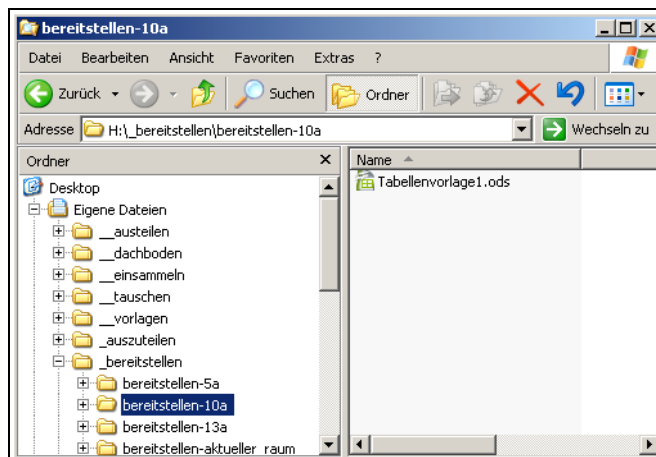 bereitstellen-10a
Datei Bearbeiten Ansicht Favoriten Extras ?
Zurück Suchen Ordner
Adresse H:\_bereitstellen\bereitstellen-10a Wechseln zu
Ordner
Name
Desktop
Eigene Dateien
__austeilen
__dachboden
__einsammeln
__tauschen
__vorlagen
_auszuteilen
_bereitstellen
bereitstellen-5a
bereitstellen-10a
bereitstellen-13a
bereitstellen-aktueller_raum
Tabellenvorlage1.ods